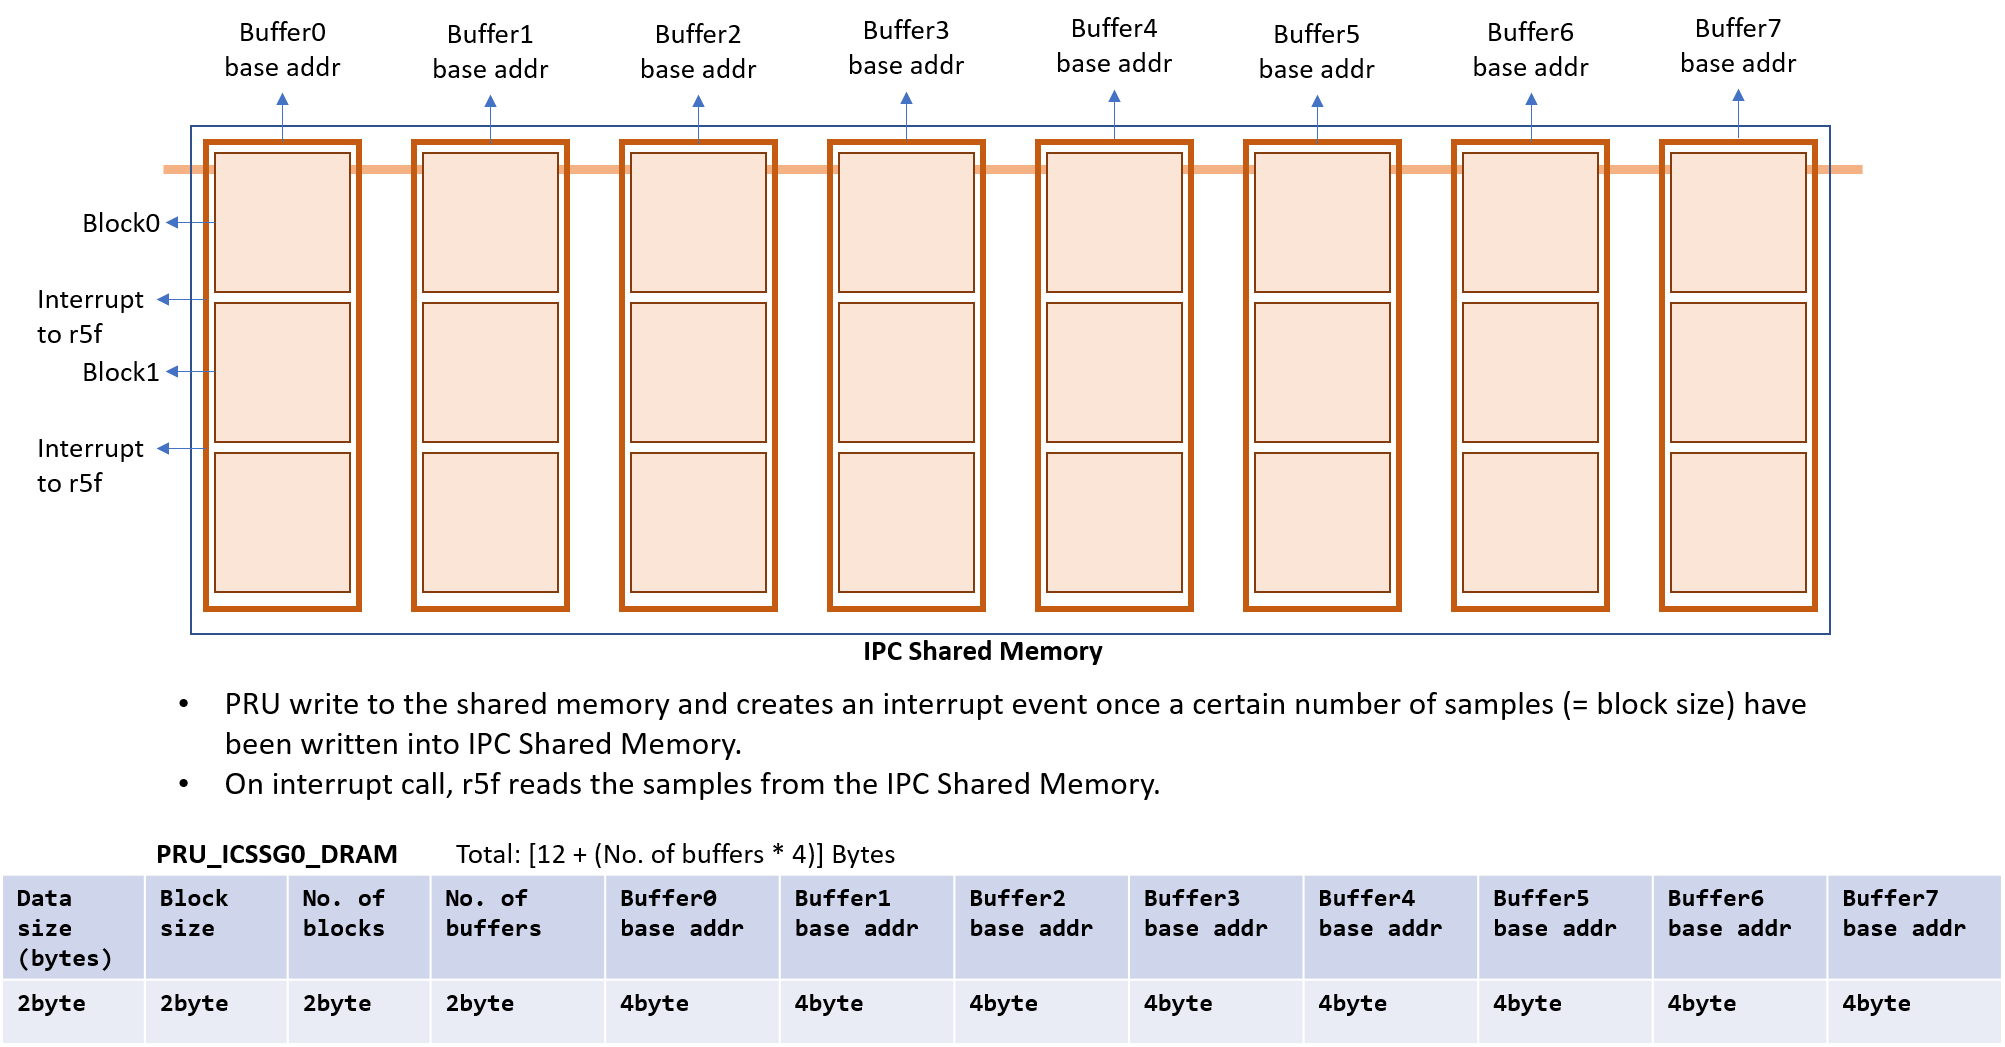 Buffer0
base addr
Buffer1
base addr
Buffer2
base addr
Buffer3
base addr
Buffer4
base addr
Buffer5
base addr
Buffer6
base addr
Buffer7
base addr
Block0
Interrupt
to r5f
Block1
Interrupt
to r5f
IPC Shared Memory
• PRU write to the shared memory and creates an interrupt event once a certain number of samples (= block size) have
been written into IPC Shared Memory.
• On interrupt call, r5f reads the samples from the IPC Shared Memory.
PRU_ICSSG0_DRAM Total: [12 + (No. of buffers * 4)] Bytes
Data
size
(bytes)
Block
size
No. of
blocks
No. of
buffers
Buffer0
base addr
Buffer1
base addr
Buffer2
base addr
Buffer3
base addr
Buffer4
base addr
Buffer5
base addr
Buffer6
base addr
Buffer7
base addr
2byte 2byte 2byte 2byte 4byte 4byte 4byte 4byte 4byte 4byte 4byte 4byte